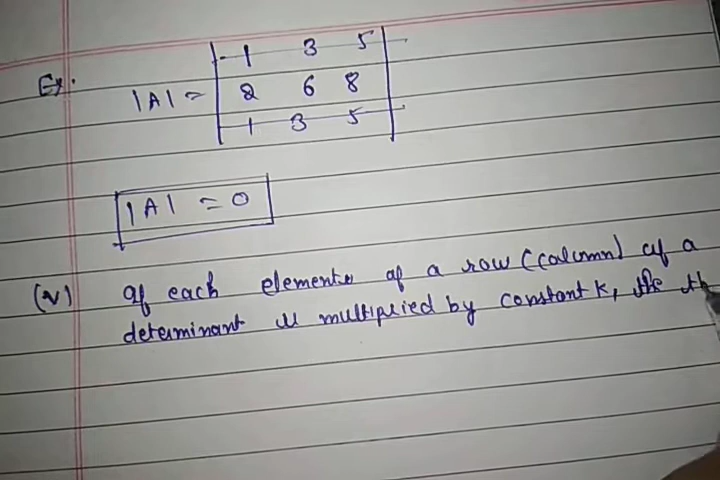 1 3 5
Ex. |A| = 2 6 8
1 3 5
|A| = 0
(v) If each elements of a row (column) of a
determinant is multiplied by constant k, the th